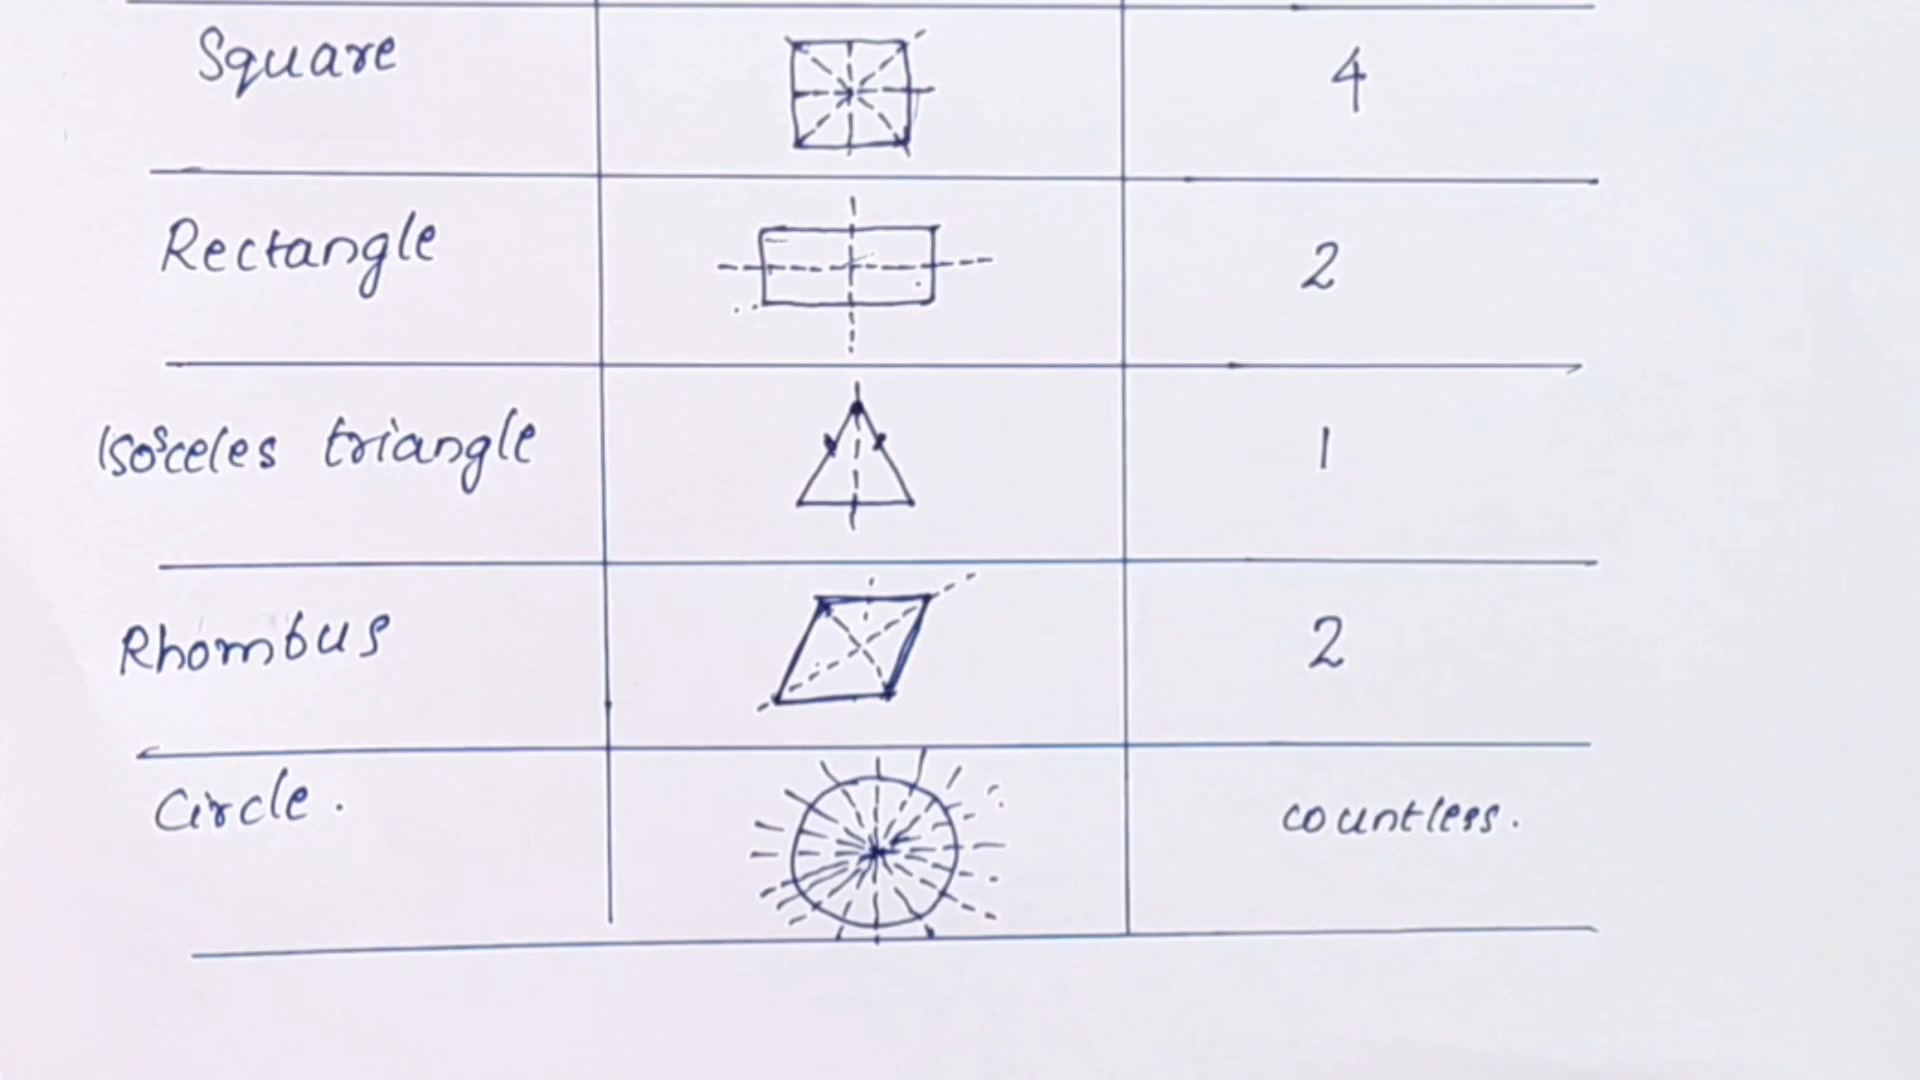 Square 4
Rectangle 2
Isosceles triangle 1
Rhombus 2
Circle. countless.